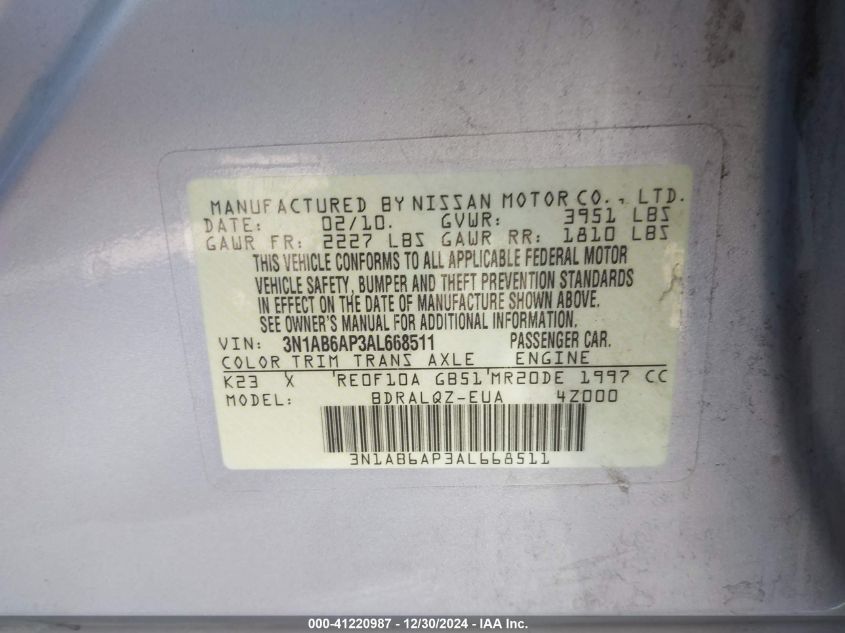 MANUFACTURED BY NISSAN MOTOR CO., LTD.
DATE: 02/10. GVWR: 3951 LBS
GAWR FR: 2227 LBS GAWR RR: 1810 LBS
THIS VEHICLE CONFORMS TO ALL APPLICABLE FEDERAL MOTOR
VEHICLE SAFETY, BUMPER AND THEFT PREVENTION STANDARDS
IN EFFECT ON THE DATE OF MANUFACTURE SHOWN ABOVE.
SEE OWNER'S MANUAL FOR ADDITIONAL INFORMATION.
VIN: 3N1AB6AP3AL668511 PASSENGER CAR.
COLOR TRIM TRANS AXLE ENGINE
K23 X 'RE0F10A GB51'MR20DE 1997 CC
MODEL: BDRALQZ-EUA 4Z000
3N1AB6AP3AL668511
000-41220987 - 12/30/2024 - IAA Inc.